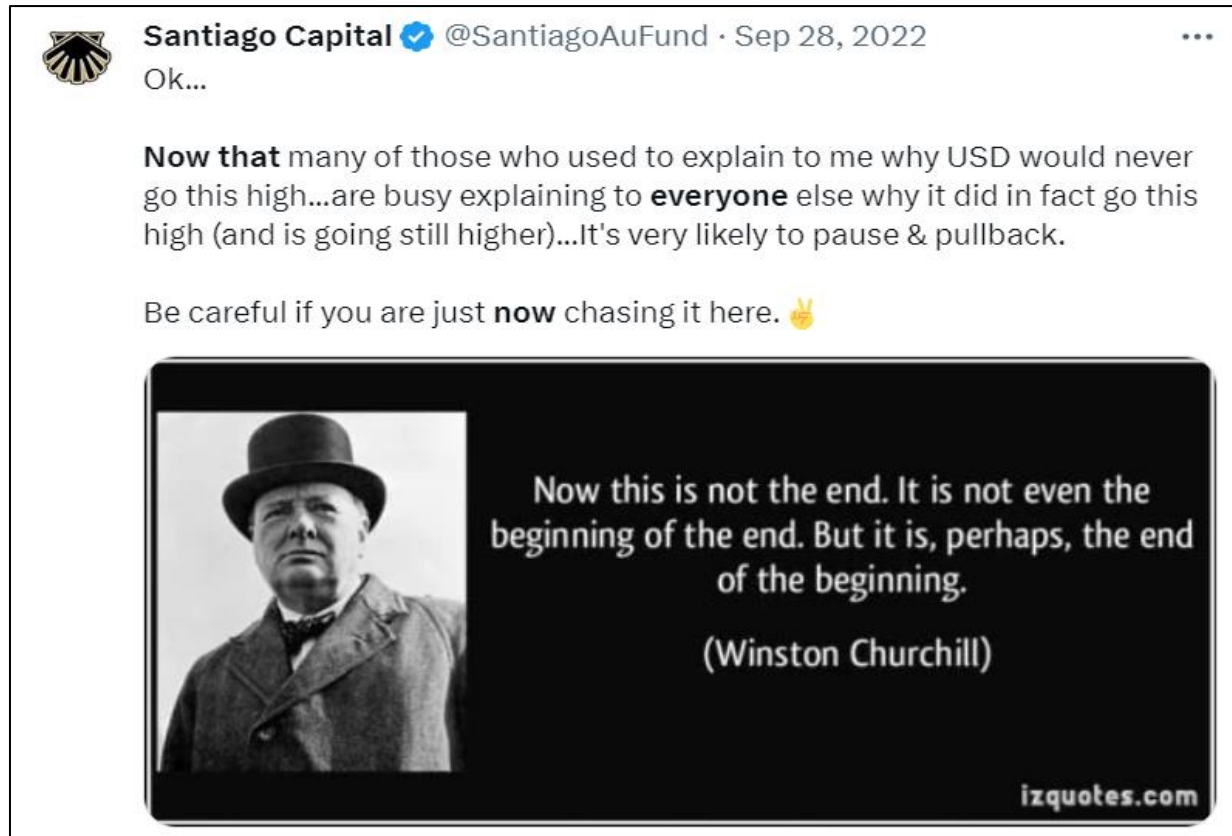 Santiago Capital @SantiagoAuFund · Sep 28, 2022
Ok...
Now that many of those who used to explain to me why USD would never
go this high...are busy explaining to everyone else why it did in fact go this
high (and is going still higher)...It's very likely to pause & pullback.
Be careful if you are just now chasing it here. ✌️
Now this is not the end. It is not even the
beginning of the end. But it is, perhaps, the end
of the beginning.
(Winston Churchill)
izquotes.com